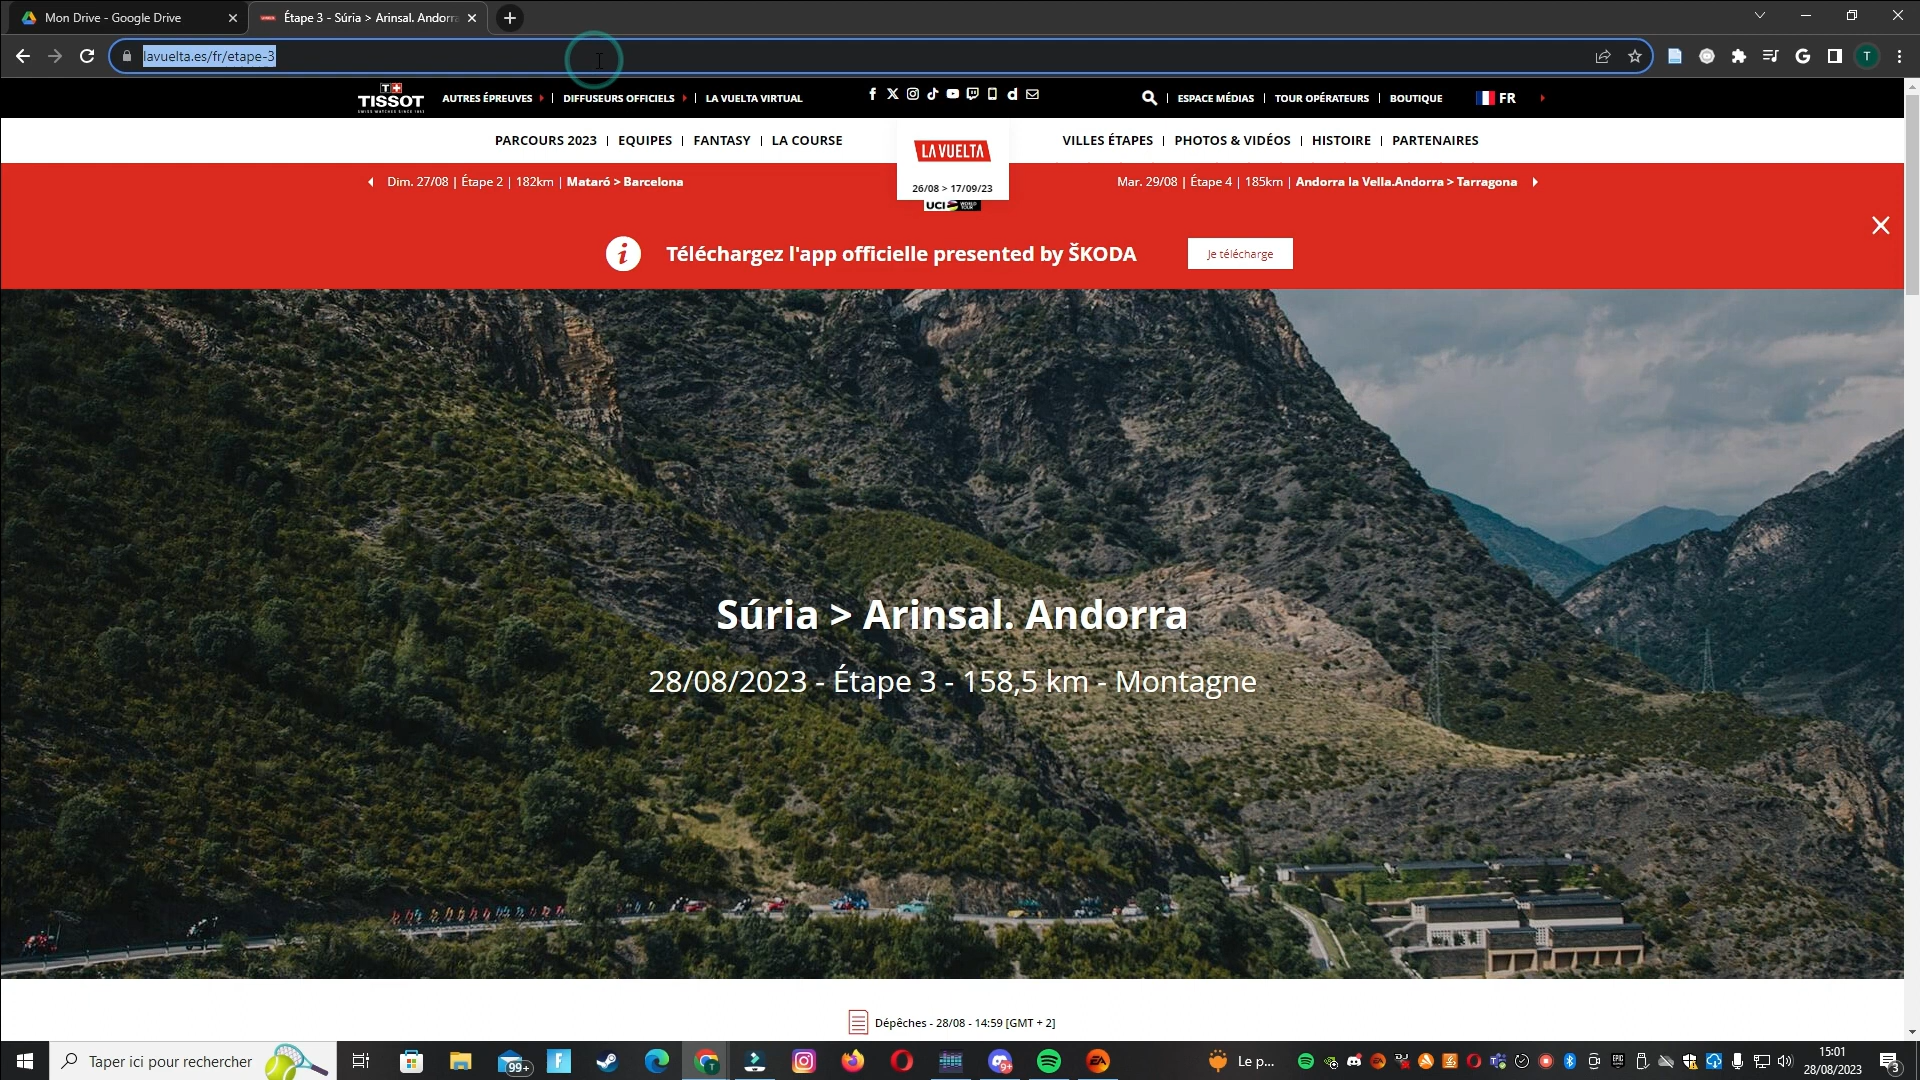 Mon Drive - Google Drive
Étape 3 - Súria > Arinsal. Andorra
lavuelta.es/fr/etape-3
T
TISSOT
AUTRES ÉPREUVES | DIFFUSEURS OFFICIELS | LA VUELTA VIRTUAL
| ESPACE MÉDIAS | TOUR OPÉRATEURS | BOUTIQUE
FR
PARCOURS 2023 | EQUIPES | FANTASY | LA COURSE
LA VUELTA
26/08 > 17/09/23
UCI
VILLES ÉTAPES | PHOTOS & VIDÉOS | HISTOIRE | PARTENAIRES
Dim. 27/08 | Étape 2 | 182km | Mataró > Barcelona
Mar. 29/08 | Étape 4 | 185km | Andorra la Vella.Andorra > Tarragona
Téléchargez l'app officielle presented by ŠKODA
Je télécharge
Súria > Arinsal. Andorra
28/08/2023 - Étape 3 - 158,5 km - Montagne
Dépêches - 28/08 - 14:59 [GMT + 2]
Taper ici pour rechercher
99+
9+
Le p...
15:01
28/08/2023
3